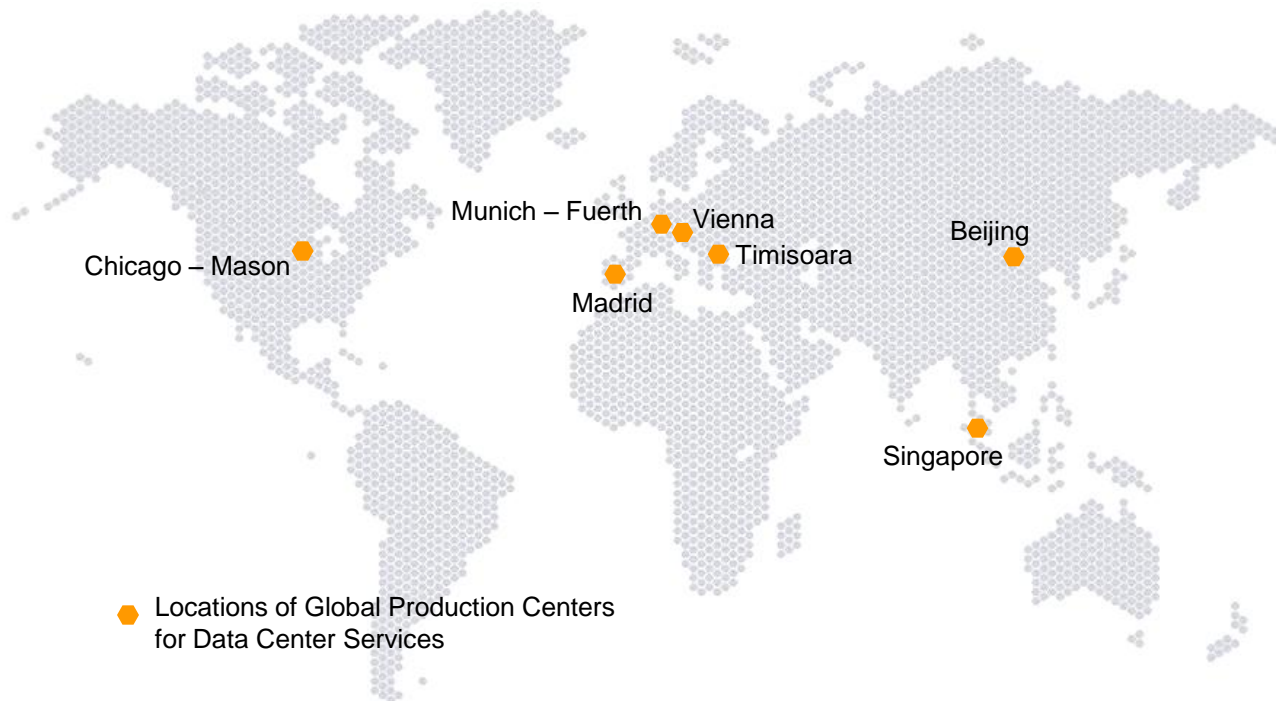 Munich – Fuerth
Vienna
Beijing
Chicago – Mason
Timisoara
Madrid
Singapore
Locations of Global Production Centers
for Data Center Services